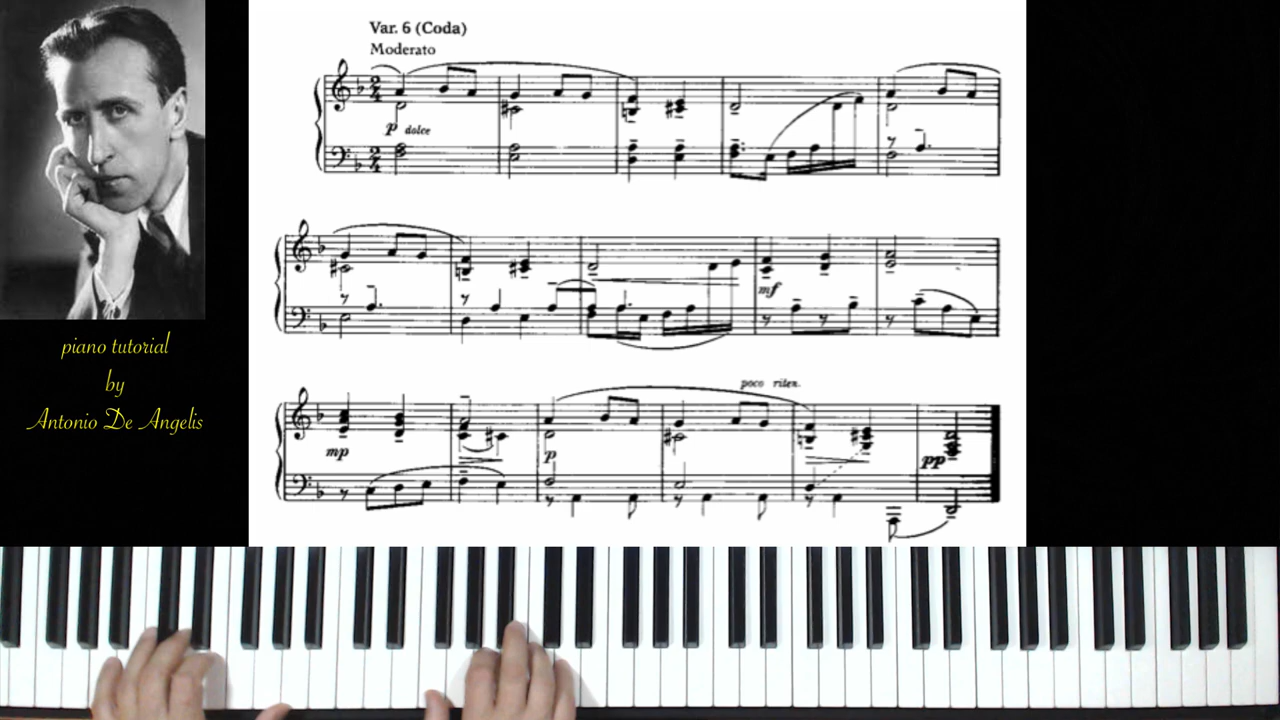 Var. 6 (Coda)
Moderato
p dolce
mf
poco riten.
mp
p
pp
piano tutorial
by
Antonio De Angelis